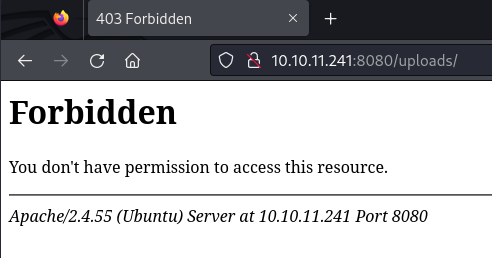 403 Forbidden
10.10.11.241:8080/uploads/
Forbidden
You don't have permission to access this resource.
Apache/2.4.55 (Ubuntu) Server at 10.10.11.241 Port 8080